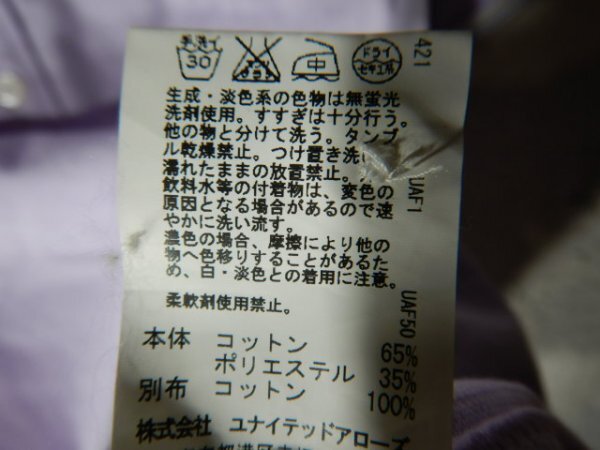 手洗イ 30 中 ドライ セキユ系
421
生成・淡色系の色物は無蛍光
洗剤使用。すすぎは十分行う。
他の物と分けて洗う。タンブ
ル乾燥禁止。つけ置き洗い
濡れたままの放置禁止。
飲料水等の付着物は、変色の
原因となる場合があるので速
やかに洗い流す。
濃色の場合、摩擦により他の
物へ色移りすることがあるた
め、白・淡色との着用に注意。
柔軟剤使用禁止。
UAF1
UAF50
本体 コットン 65%
ポリエステル 35%
別布 コットン 100%
株式会社 ユナイテッドアローズ